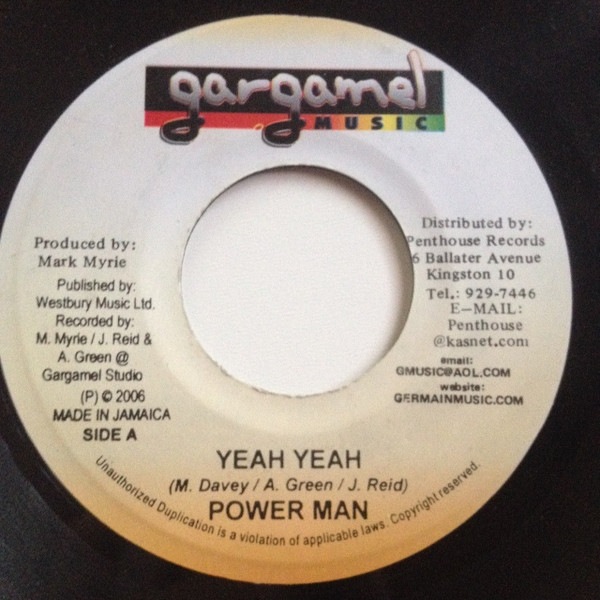 gargamel
MUSIC
Produced by:
Mark Myrie
Published by:
Westbury Music Ltd.
Recorded by:
M. Myrie / J. Reid &
A. Green @
Gargamel Studio
(P) © 2006
MADE IN JAMAICA
SIDE A
Distributed by:
Penthouse Records
6 Ballater Avenue
Kingston 10
Tel.: 929-7446
E-MAIL:
Penthouse
@kasnet.com
email:
GMUSIC@AOL.COM
website:
GERMAINMUSIC.COM
YEAH YEAH
(M. Davey / A. Green / J. Reid)
POWER MAN
Unauthorized Duplication is a violation of applicable laws. Copyright reserved.